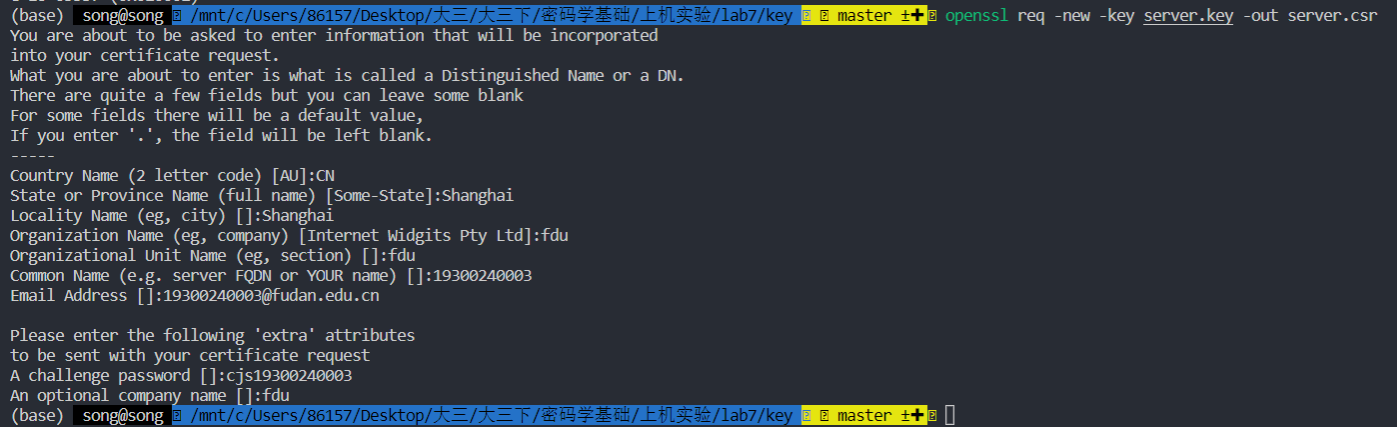 (base) song@song /mnt/c/Users/86157/Desktop/大三/大三下/密码学基础/上机实验/lab7/key master ±✚ openssl req -new -key server.key -out server.csr
You are about to be asked to enter information that will be incorporated
into your certificate request.
What you are about to enter is what is called a Distinguished Name or a DN.
There are quite a few fields but you can leave some blank
For some fields there will be a default value,
If you enter '.', the field will be left blank.
-----
Country Name (2 letter code) [AU]:CN
State or Province Name (full name) [Some-State]:Shanghai
Locality Name (eg, city) []:Shanghai
Organization Name (eg, company) [Internet Widgits Pty Ltd]:fdu
Organizational Unit Name (eg, section) []:fdu
Common Name (e.g. server FQDN or YOUR name) []:19300240003
Email Address []:19300240003@fudan.edu.cn
Please enter the following 'extra' attributes
to be sent with your certificate request
A challenge password []:cjs19300240003
An optional company name []:fdu
(base) song@song /mnt/c/Users/86157/Desktop/大三/大三下/密码学基础/上机实验/lab7/key master ±✚